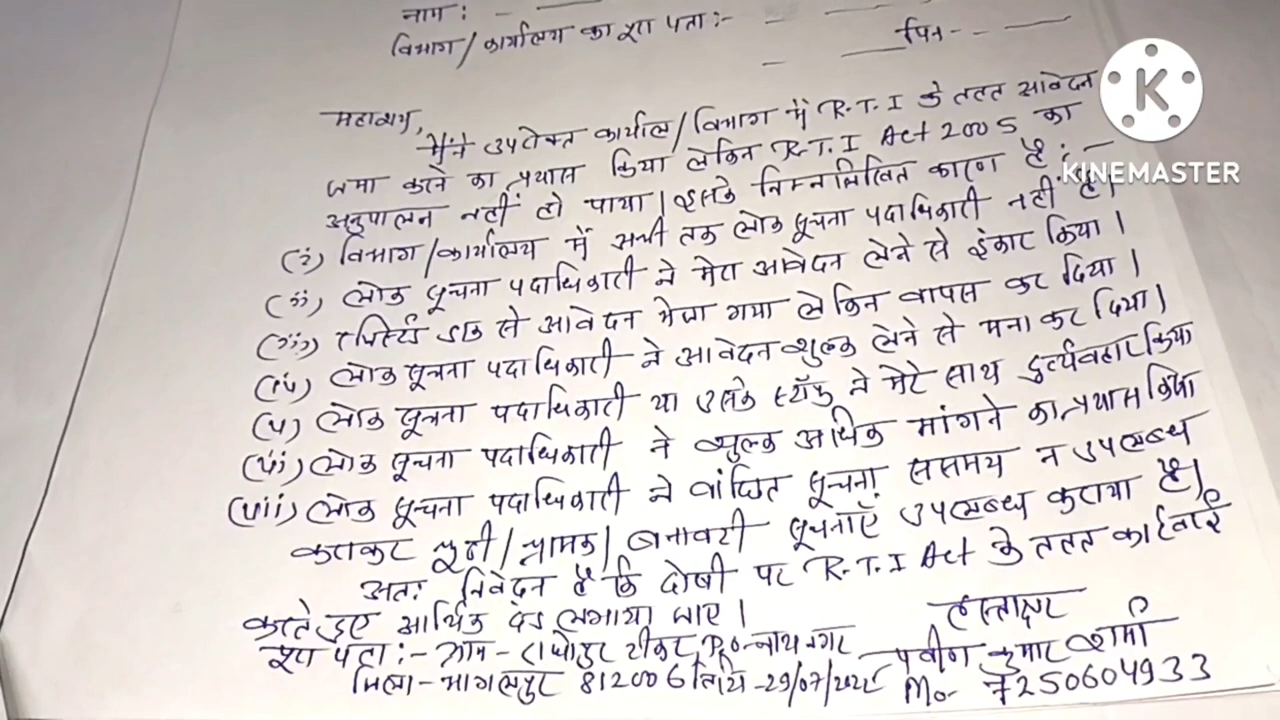 नाम : -
विभाग/कार्यालय का पूरा पता :-
पिन - -
महाशय,
मैंने उपरोक्त कार्याल/विभाग में R.T.I के तहत आवेदन
जमा करने का प्रयास किया लेकिन R.T.I Act 2005 का
अनुपालन नहीं हो पाया। इसके निम्नलिखित कारण है :-
(i) विभाग/कार्यालय में अभी तक लोक सूचना पदाधिकारी नहीं है।
(ii) लोक सूचना पदाधिकारी ने मेरा आवेदन लेने से इंकार किया।
(iii) रजिस्टर्ड डाक से आवेदन भेजा गया लेकिन वापस कर दिया।
(iv) लोक सूचना पदाधिकारी ने आवेदन शुल्क लेने से मना कर दिया।
(v) लोक सूचना पदाधिकारी या उसके स्टॉफ ने मेरे साथ दुर्व्यवहार किया
(vi) लोक सूचना पदाधिकारी ने शुल्क अधिक मांगने का प्रयास किया
(vii) लोक सूचना पदाधिकारी ने वांछित सूचना ससमय न उपलब्ध
कराकर झूठी/भ्रामक/बनावटी सूचनाएँ उपलब्ध कराया है।
अतः निवेदन है कि दोषी पर R.T.I Act के तहत कार्रवाई
करते हुए आर्थिक दंड लगाया जाए।
हस्ताक्षर
पूरा पता :- ग्राम - राघोपुर टीकर, P.O-नाथनगर
प्रवीण कुमार शर्मा
जिला - भागलपुर 812006 तिथि - 29/07/2022
Mo- 7250604933
K
KINEMASTER